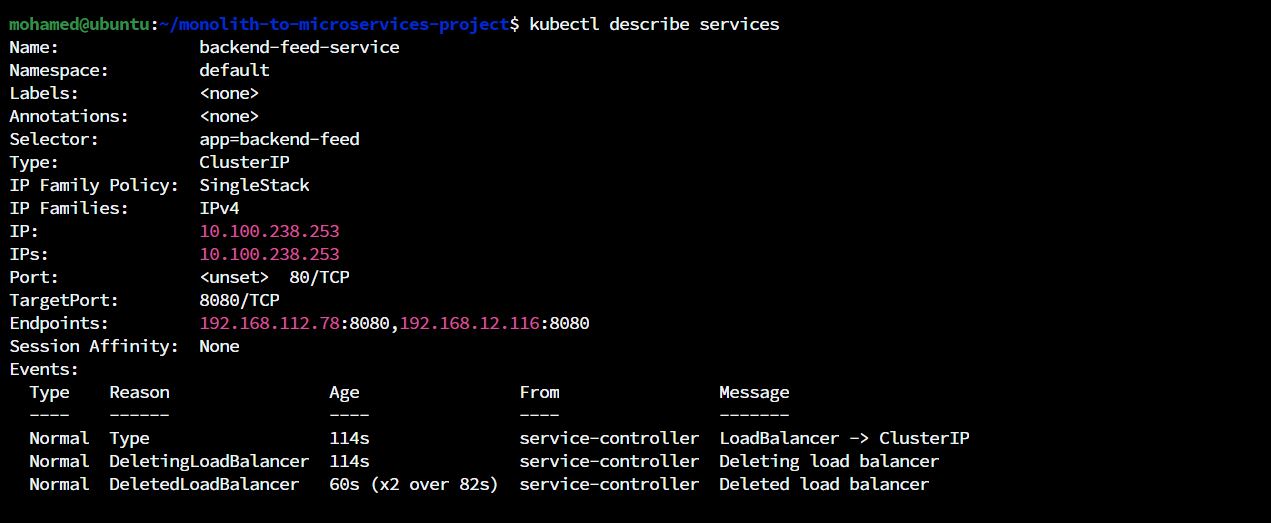 mohamed@ubuntu:~/monolith-to-microservices-project$ kubectl describe services
Name:              backend-feed-service
Namespace:         default
Labels:            <none>
Annotations:       <none>
Selector:          app=backend-feed
Type:              ClusterIP
IP Family Policy:  SingleStack
IP Families:       IPv4
IP:                10.100.238.253
IPs:               10.100.238.253
Port:              <unset>  80/TCP
TargetPort:        8080/TCP
Endpoints:         192.168.112.78:8080,192.168.12.116:8080
Session Affinity:  None
Events:
  Type    Reason                Age                From                Message
  ----    ------                ----               ----                -------
  Normal  Type                  114s               service-controller  LoadBalancer -> ClusterIP
  Normal  DeletingLoadBalancer  114s               service-controller  Deleting load balancer
  Normal  DeletedLoadBalancer   60s (x2 over 82s)  service-controller  Deleted load balancer